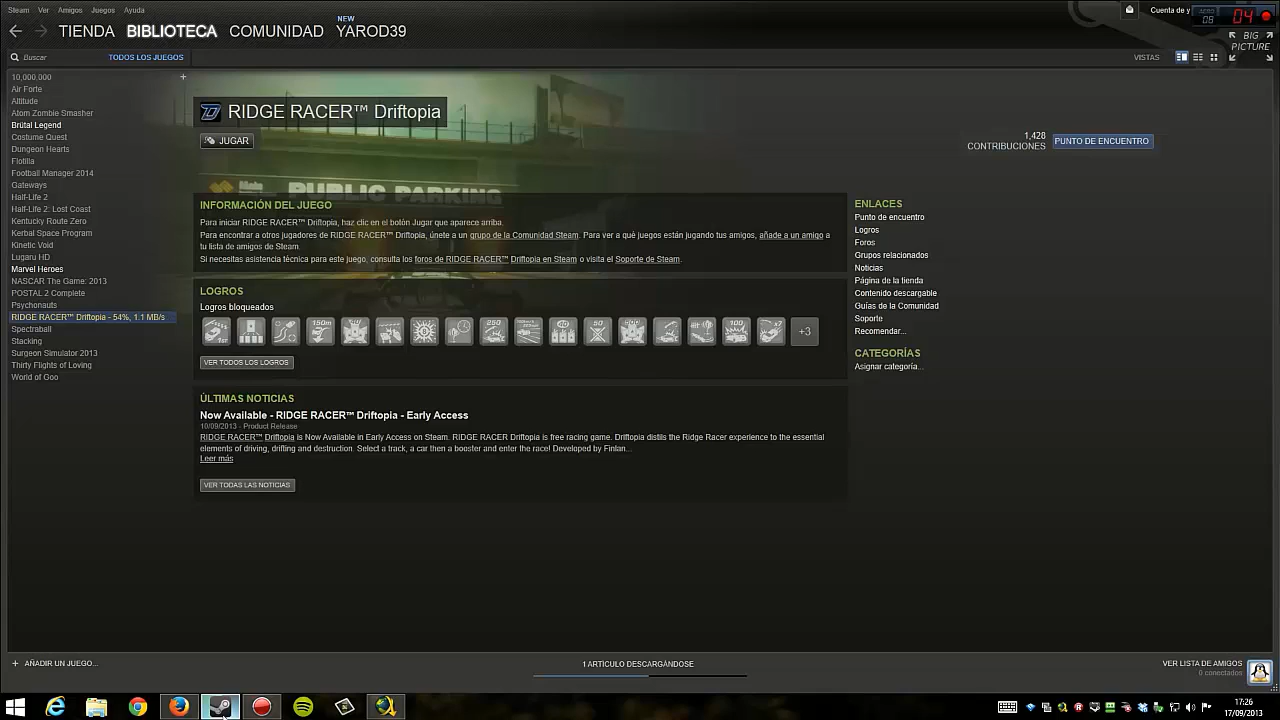 Steam Ver Amigos Juegos Ayuda
Cuenta de y
08 04
TIENDA BIBLIOTECA COMUNIDAD NEW YAROD39
BIG PICTURE
Buscar TODOS LOS JUEGOS
VISTAS
10,000,000 +
Air Forte
Altitude
Atom Zombie Smasher
Brütal Legend
Costume Quest
Dungeon Hearts
Flotilla
Football Manager 2014
Gateways
Half-Life 2
Half-Life 2: Lost Coast
Kentucky Route Zero
Kerbal Space Program
Kinetic Void
Lugaru HD
Marvel Heroes
NASCAR The Game: 2013
POSTAL 2 Complete
Psychonauts
RIDGE RACER™ Driftopia - 54%, 1.1 MB/s
Spectraball
Stacking
Surgeon Simulator 2013
Thirty Flights of Loving
World of Goo
RIDGE RACER™ Driftopia
JUGAR
1,428
CONTRIBUCIONES
PUNTO DE ENCUENTRO
PUBLIC PARKING
INFORMACIÓN DEL JUEGO
Para iniciar RIDGE RACER™ Driftopia, haz clic en el botón Jugar que aparece arriba.
Para encontrar a otros jugadores de RIDGE RACER™ Driftopia, únete a un grupo de la Comunidad Steam. Para ver a qué juegos están jugando tus amigos, añade a un amigo a
tu lista de amigos de Steam.
Si necesitas asistencia técnica para este juego, consulta los foros de RIDGE RACER™ Driftopia en Steam o visita el Soporte de Steam.
LOGROS
Logros bloqueados
150m
250
50
100
x7
+3
VER TODOS LOS LOGROS
ÚLTIMAS NOTICIAS
Now Available - RIDGE RACER™ Driftopia - Early Access
10/09/2013 - Product Release
RIDGE RACER™ Driftopia is Now Available in Early Access on Steam. RIDGE RACER Driftopia is free racing game. Driftopia distils the Ridge Racer experience to the essential
elements of driving, drifting and destruction. Select a track, a car then a booster and enter the race! Developed by Finlan...
Leer más
VER TODAS LAS NOTICIAS
ENLACES
Punto de encuentro
Logros
Foros
Grupos relacionados
Noticias
Página de la tienda
Contenido descargable
Guías de la Comunidad
Soporte
Recomendar...
CATEGORÍAS
Asignar categoría...
+ AÑADIR UN JUEGO...
1 ARTÍCULO DESCARGÁNDOSE
VER LISTA DE AMIGOS
0 conectados
17:26
17/09/2013